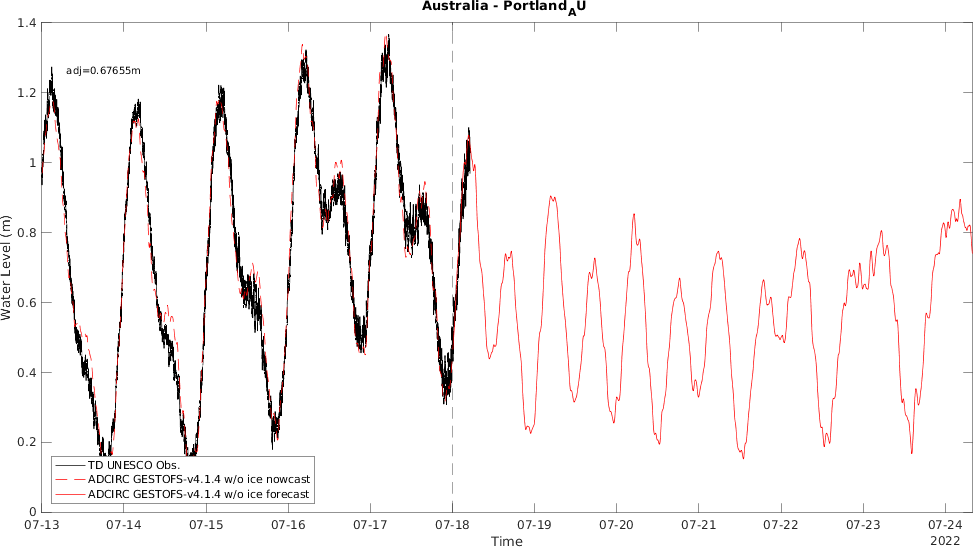 Australia - Portland_AU
1.4
adj=0.67655m
1.2
1
0.8
0.6
0.4
0.2
0
Water Level (m)
TD UNESCO Obs.
ADCIRC GESTOFS-v4.1.4 w/o ice nowcast
ADCIRC GESTOFS-v4.1.4 w/o ice forecast
07-13 07-14 07-15 07-16 07-17 07-18 07-19 07-20 07-21 07-22 07-23 07-24
Time
2022